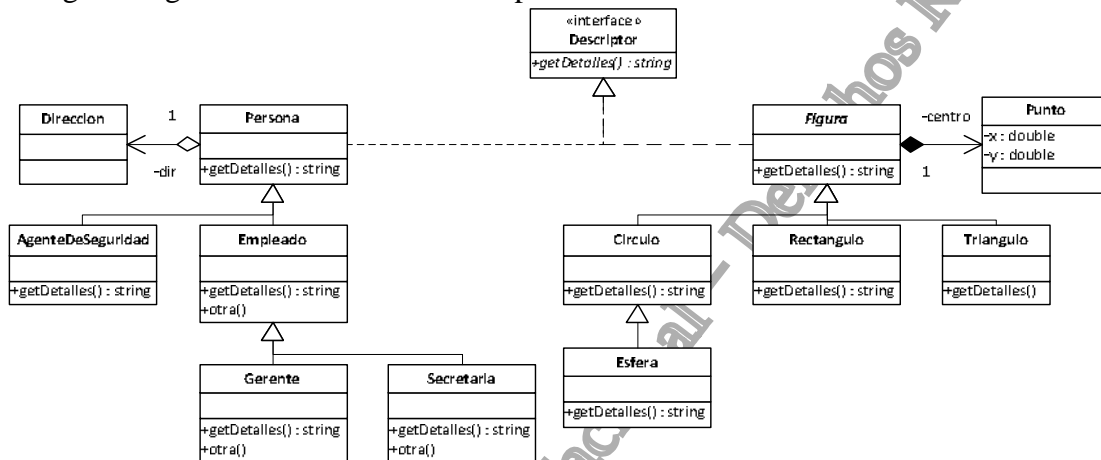 «interface»
Descriptor
+getDetalles() : string
Direccion
1
-dir
Persona
+getDetalles() : string
Figura
+getDetalles() : string
-centro
1
Punto
-x : double
-y : double
AgenteDeSeguridad
+getDetalles() : string
Empleado
+getDetalles() : string
+otra()
Circulo
+getDetalles() : string
Rectangulo
+getDetalles() : string
Triangulo
+getDetalles()
Gerente
+getDetalles() : string
+otra()
Secretaria
+getDetalles() : string
+otra()
Esfera
+getDetalles() : string